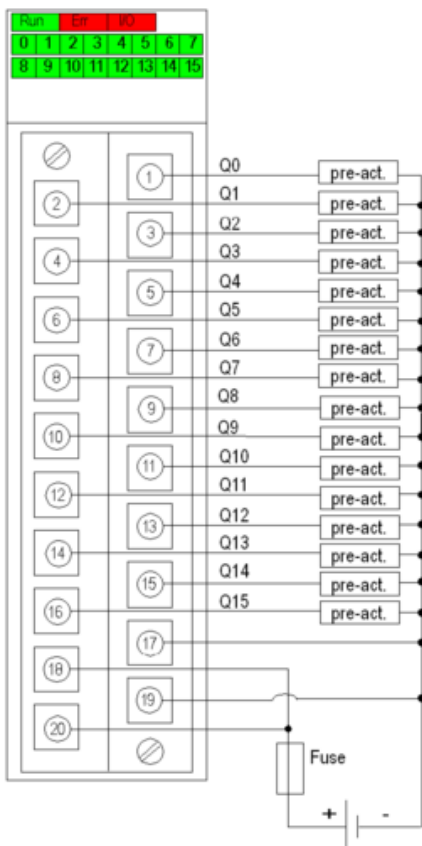 Run Err I/O
0 1 2 3 4 5 6 7
8 9 10 11 12 13 14 15
1 Q0 pre-act.
2 Q1 pre-act.
3 Q2 pre-act.
4 Q3 pre-act.
5 Q4 pre-act.
6 Q5 pre-act.
7 Q6 pre-act.
8 Q7 pre-act.
9 Q8 pre-act.
10 Q9 pre-act.
11 Q10 pre-act.
12 Q11 pre-act.
13 Q12 pre-act.
14 Q13 pre-act.
15 Q14 pre-act.
16 Q15 pre-act.
17
18
19
20
Fuse
+ -